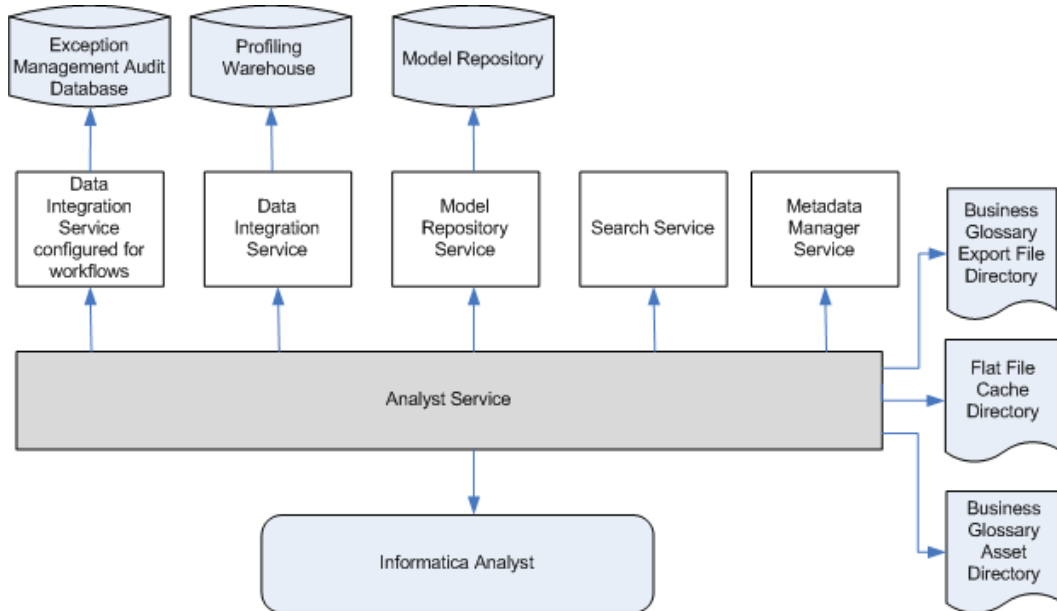 Exception
Management Audit
Database
Profiling
Warehouse
Model Repository
Data
Integration
Service
configured for
workflows
Data
Integration
Service
Model
Repository
Service
Search Service
Metadata
Manager
Service
Business
Glossary
Export File
Directory
Analyst Service
Flat File
Cache
Directory
Informatica Analyst
Business
Glossary
Asset
Directory